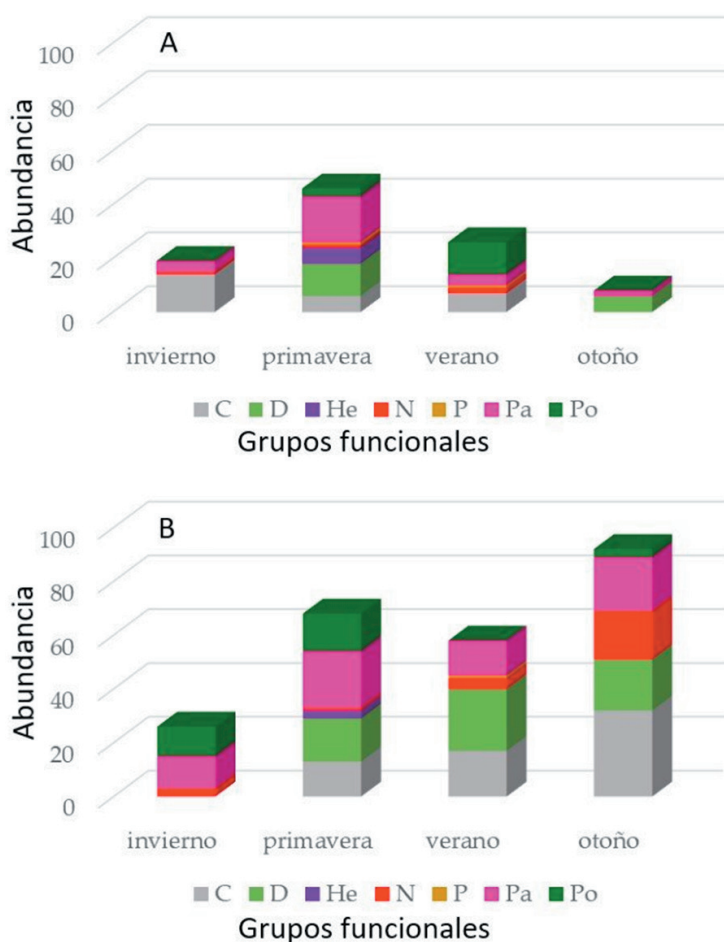 A
Abundancia
100
80
60
40
20
0
invierno primavera verano otoño
C D He N P Pa Po
Grupos funcionales
B
Abundancia
100
80
60
40
20
0
invierno primavera verano otoño
C D He N P Pa Po
Grupos funcionales